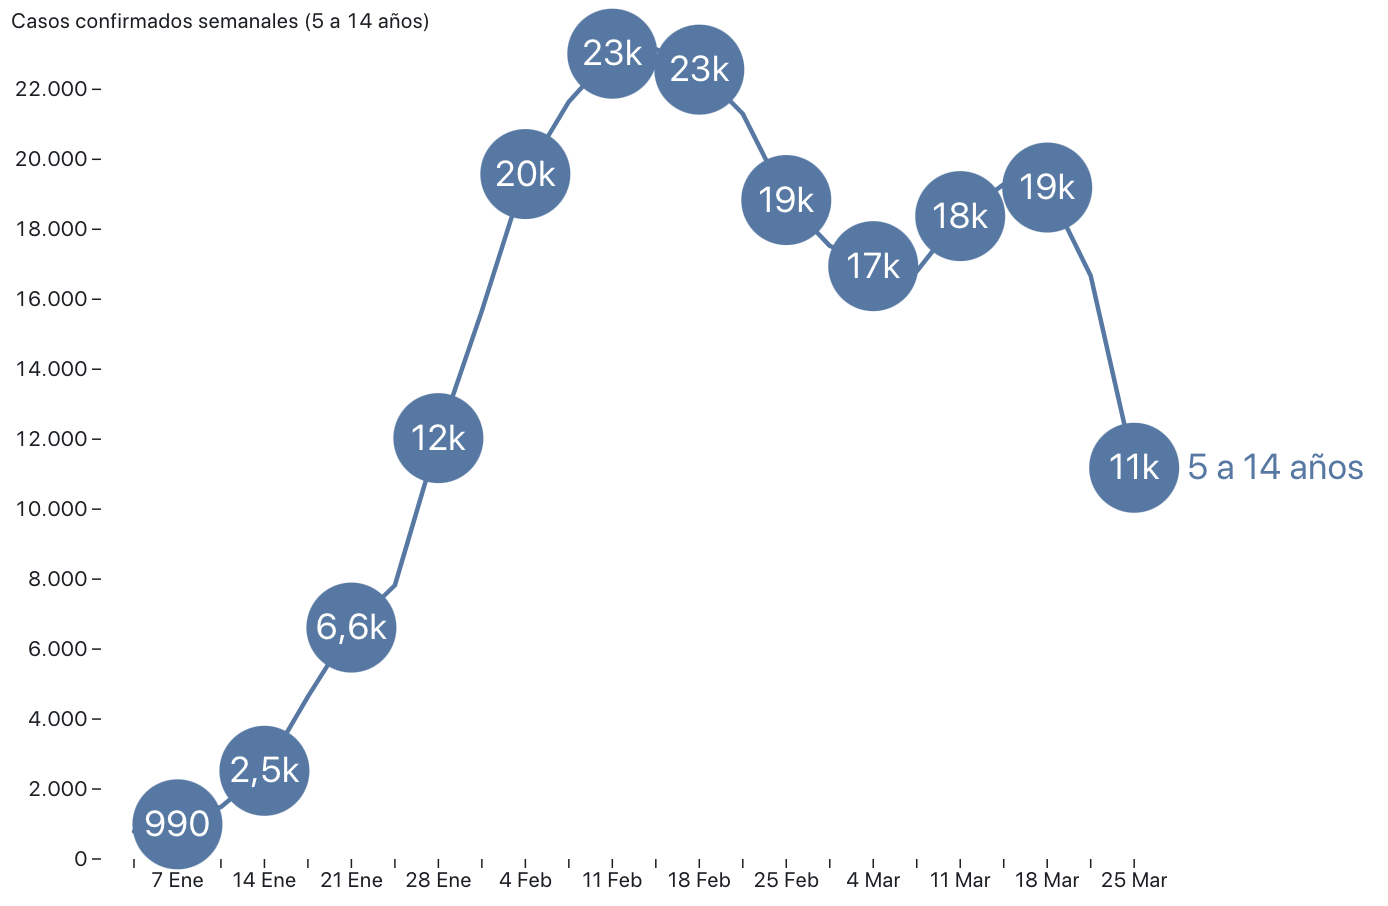 Casos confirmados semanales (5 a 14 años)
22.000
20.000
18.000
16.000
14.000
12.000
10.000
8.000
6.000
4.000
2.000
0
990
2,5k
6,6k
12k
20k
23k
23k
19k
17k
18k
19k
11k
5 a 14 años
7 Ene
14 Ene
21 Ene
28 Ene
4 Feb
11 Feb
18 Feb
25 Feb
4 Mar
11 Mar
18 Mar
25 Mar